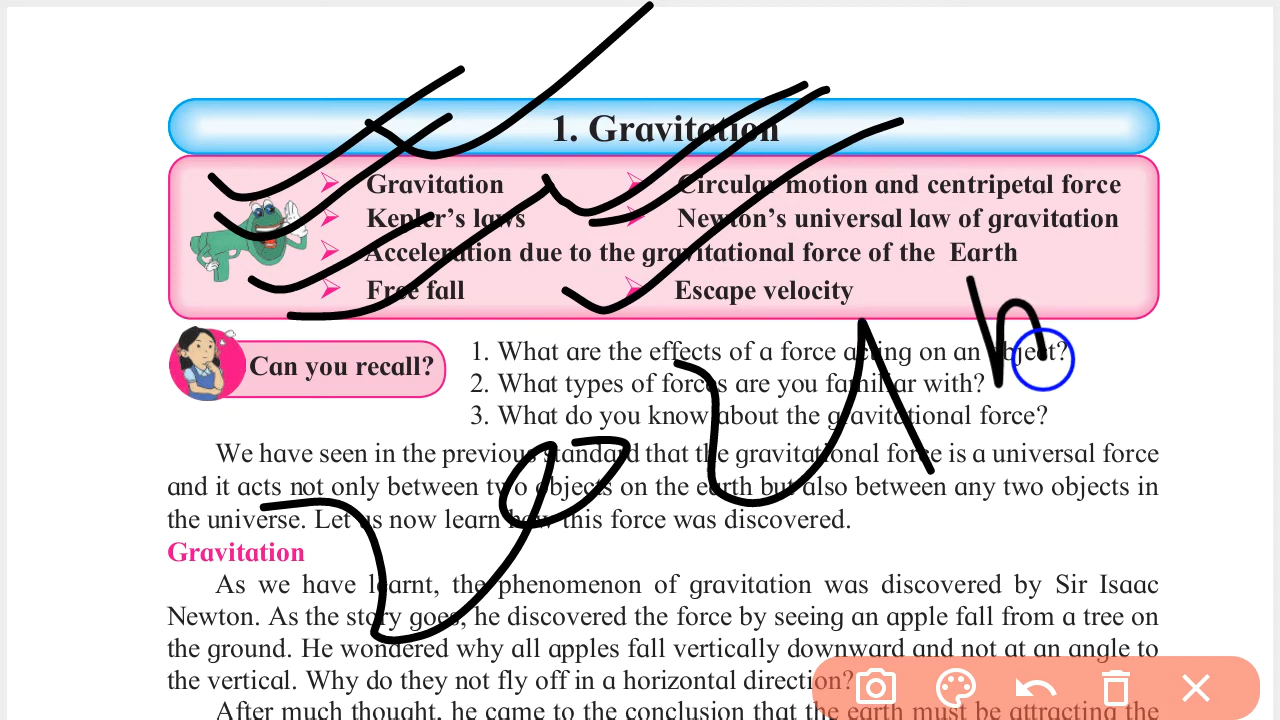 1. Gravitation
Gravitation Circular motion and centripetal force
Kepler's laws Newton's universal law of gravitation
Acceleration due to the gravitational force of the Earth
Free fall Escape velocity
Can you recall?
1. What are the effects of a force acting on an object?
2. What types of forces are you familiar with?
3. What do you know about the gravitational force?
We have seen in the previous standard that the gravitational force is a universal force
and it acts not only between two objects on the earth but also between any two objects in
the universe. Let us now learn how this force was discovered.
Gravitation
As we have learnt, the phenomenon of gravitation was discovered by Sir Isaac
Newton. As the story goes, he discovered the force by seeing an apple fall from a tree on
the ground. He wondered why all apples fall vertically downward and not at an angle to
the vertical. Why do they not fly off in a horizontal direction?
After much thought, he came to the conclusion that the earth must be attracting the